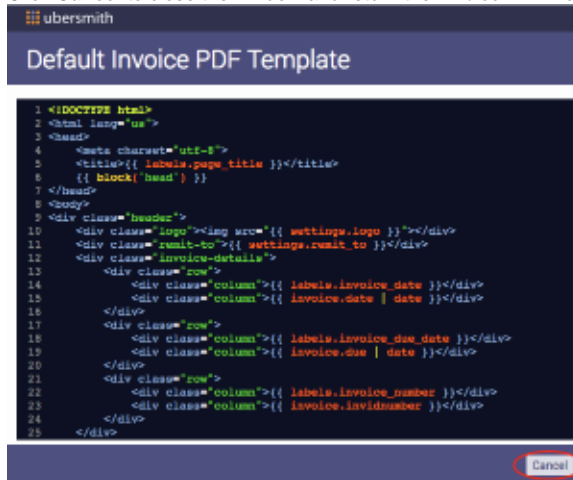 ubersmith
Default Invoice PDF Template
1 <!DOCTYPE html>
2 <html lang="us">
3 <head>
4 <meta charset="utf-8">
5 <title>{{ labels.page_title }}</title>
6 {{ block('head') }}
7 </head>
8 <body>
9 <div class="header">
10 <div class="logo"><img src="{{ settings.logo }}"></div>
11 <div class="remit-to">{{ settings.remit_to }}</div>
12 <div class="invoice-details">
13 <div class="row">
14 <div class="column">{{ labels.invoice_date }}</div>
15 <div class="column">{{ invoice.date | date }}</div>
16 </div>
17 <div class="row">
18 <div class="column">{{ labels.invoice_due_date }}</div>
19 <div class="column">{{ invoice.due | date }}</div>
20 </div>
21 <div class="row">
22 <div class="column">{{ labels.invoice_number }}</div>
23 <div class="column">{{ invoice.invidnumber }}</div>
24 </div>
25 </div>
Cancel